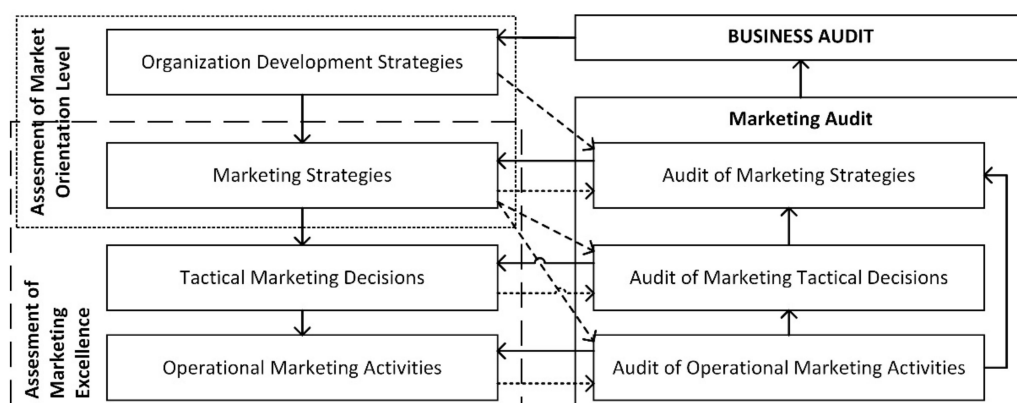 Assesment of Market
Orientation Level
Organization Development Strategies
BUSINESS AUDIT
Marketing Audit
Marketing Strategies
Audit of Marketing Strategies
Assesment of
Marketing
Excellence
Tactical Marketing Decisions
Audit of Marketing Tactical Decisions
Operational Marketing Activities
Audit of Operational Marketing Activities